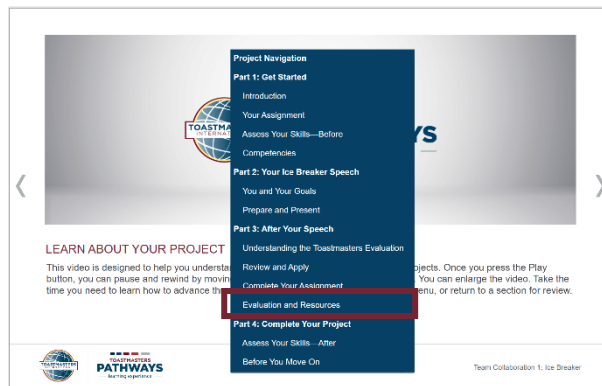 Project Navigation
Part 1: Get Started
Introduction
Your Assignment
Assess Your Skills—Before
Competencies
Part 2: Your Ice Breaker Speech
You and Your Goals
Prepare and Present
Part 3: After Your Speech
Understanding the Toastmasters Evaluation
Review and Apply
Complete Your Assignment
Evaluation and Resources
Part 4: Complete Your Project
Assess Your Skills—After
Before You Move On
TOASTMA
INTERNAT
YS
LEARN ABOUT YOUR PROJECT
This video is designed to help you understa ojects. Once you press the Play
button, you can pause and rewind by movin You can enlarge the video. Take the
time you need to learn how to advance th enu, or return to a section for review.
TOASTMASTERS
INTERNATIONAL
TOASTMASTERS
PATHWAYS
learning experience
Team Collaboration 1: Ice Breaker